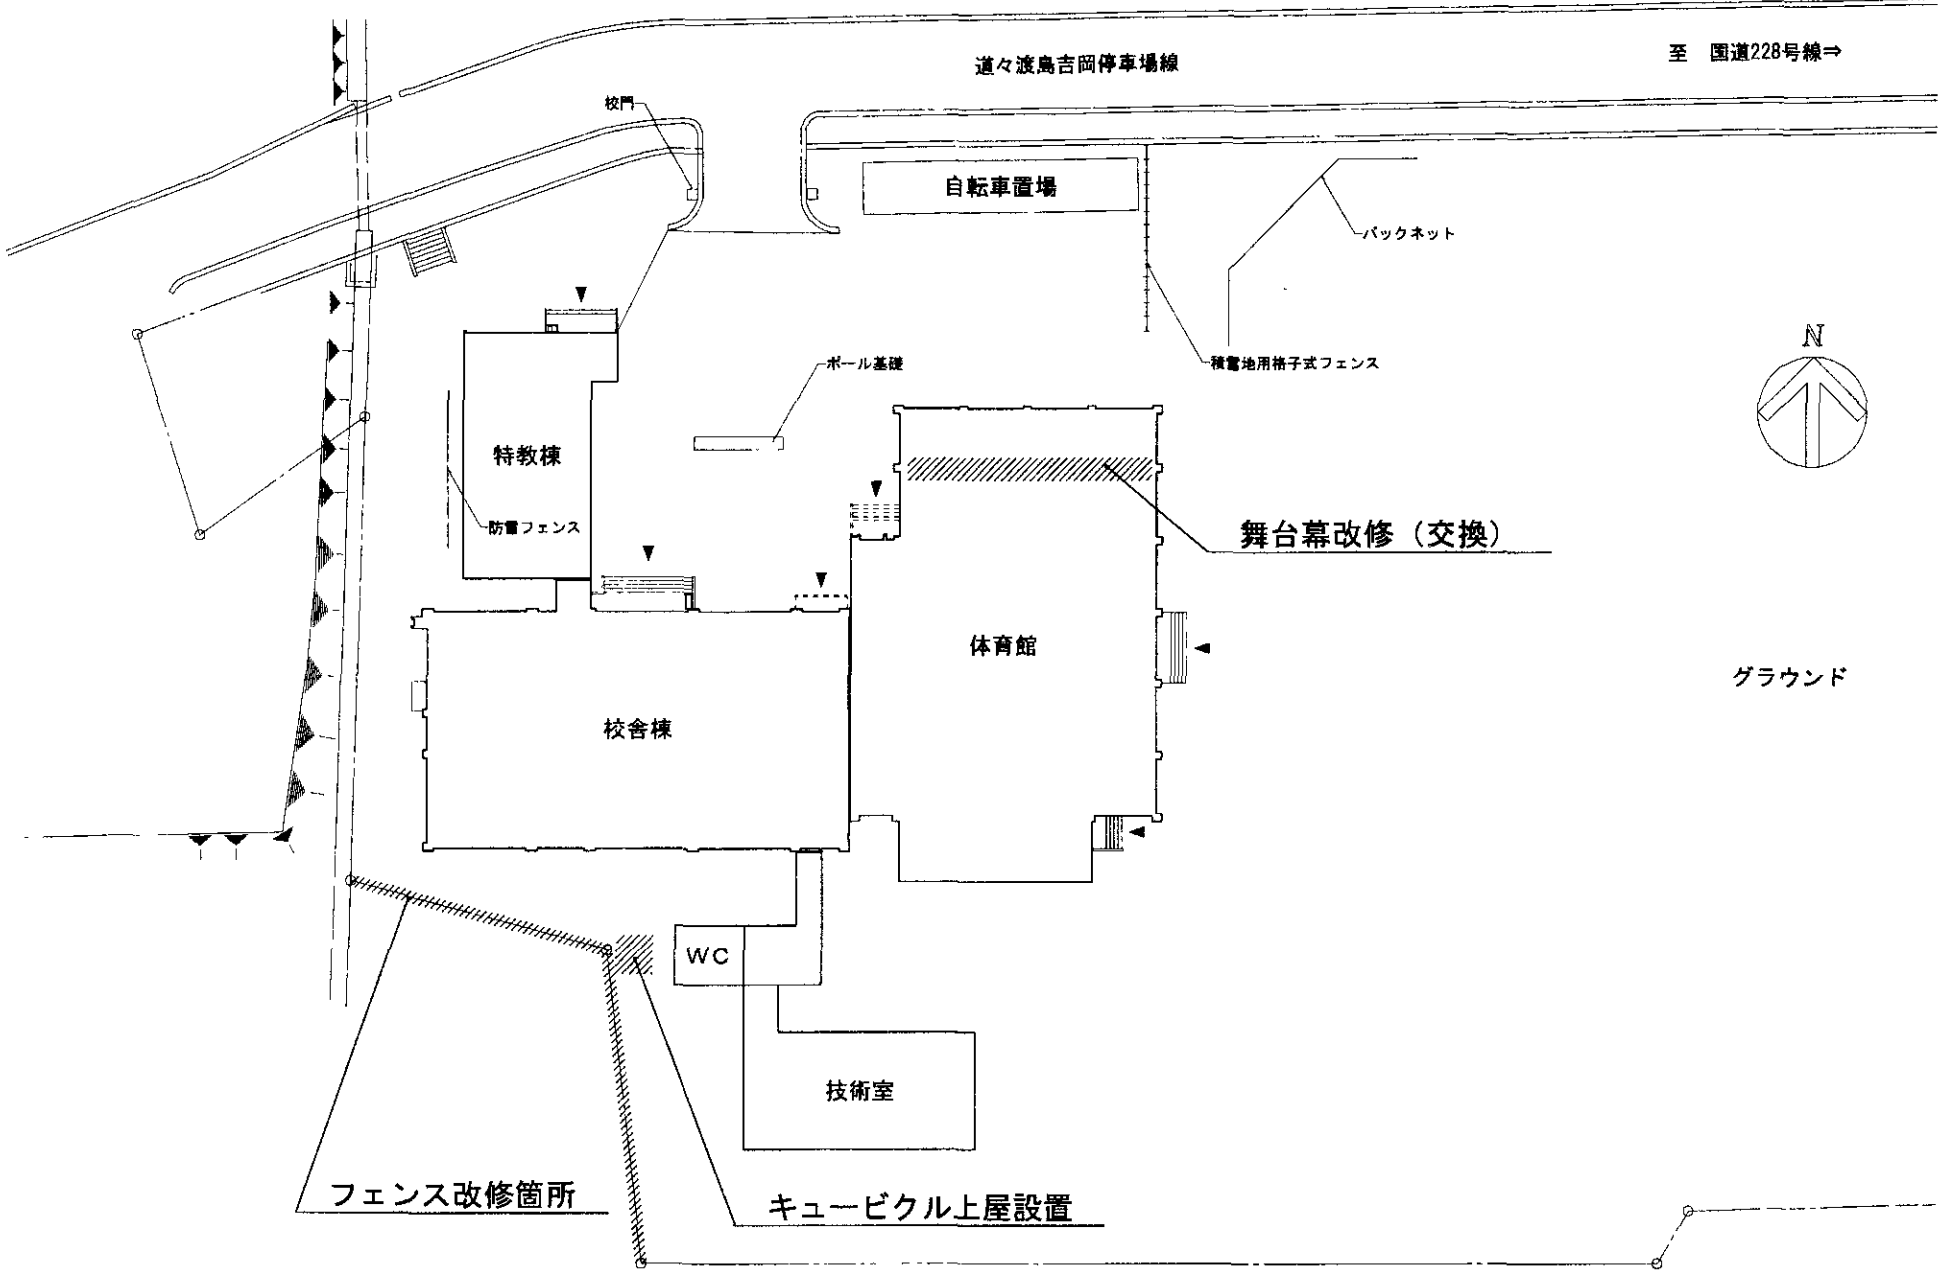 道々渡島吉岡停車場線
至 国道228号線⇒
校門
自転車置場
バックネット
N
ポール基礎
積雪地用格子式フェンス
特教棟
防雪フェンス
舞台幕改修（交換）
体育館
グラウンド
校舎棟
WC
技術室
フェンス改修箇所
キュービクル上屋設置